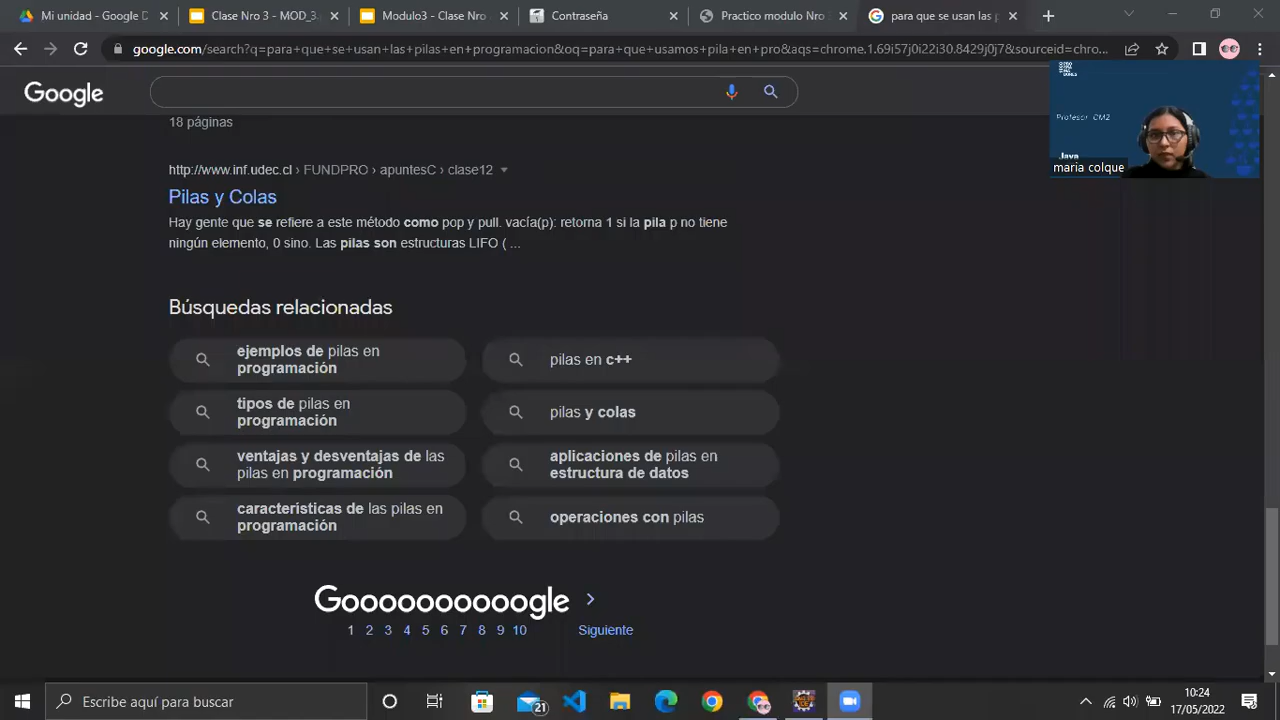 Mi unidad - Google D
Clase Nro 3 - MOD_3
Modulo3 - Clase Nro
Contraseña
Practico modulo Nro
para que se usan las p
google.com/search?q=para+que+se+usan+las+pilas+en+programacion&oq=para+que+usamos+pila+en+pro&aqs=chrome.1.69i57j0i22i30.8429j0j7&sourceid=chro...
Google
Profesor CM2
Java
maria colque
18 páginas
http://www.inf.udec.cl › FUNDPRO › apuntesC › clase12
Pilas y Colas
Hay gente que se refiere a este método como pop y pull. vacía(p): retorna 1 si la pila p no tiene
ningún elemento, 0 sino. Las pilas son estructuras LIFO ( ...
Búsquedas relacionadas
ejemplos de pilas en
programación
pilas en c++
tipos de pilas en
programación
pilas y colas
ventajas y desventajas de las
pilas en programación
aplicaciones de pilas en
estructura de datos
caracteristicas de las pilas en
programación
operaciones con pilas
Goooooooooogle
1 2 3 4 5 6 7 8 9 10 Siguiente
Escribe aquí para buscar
21
10:24
17/05/2022